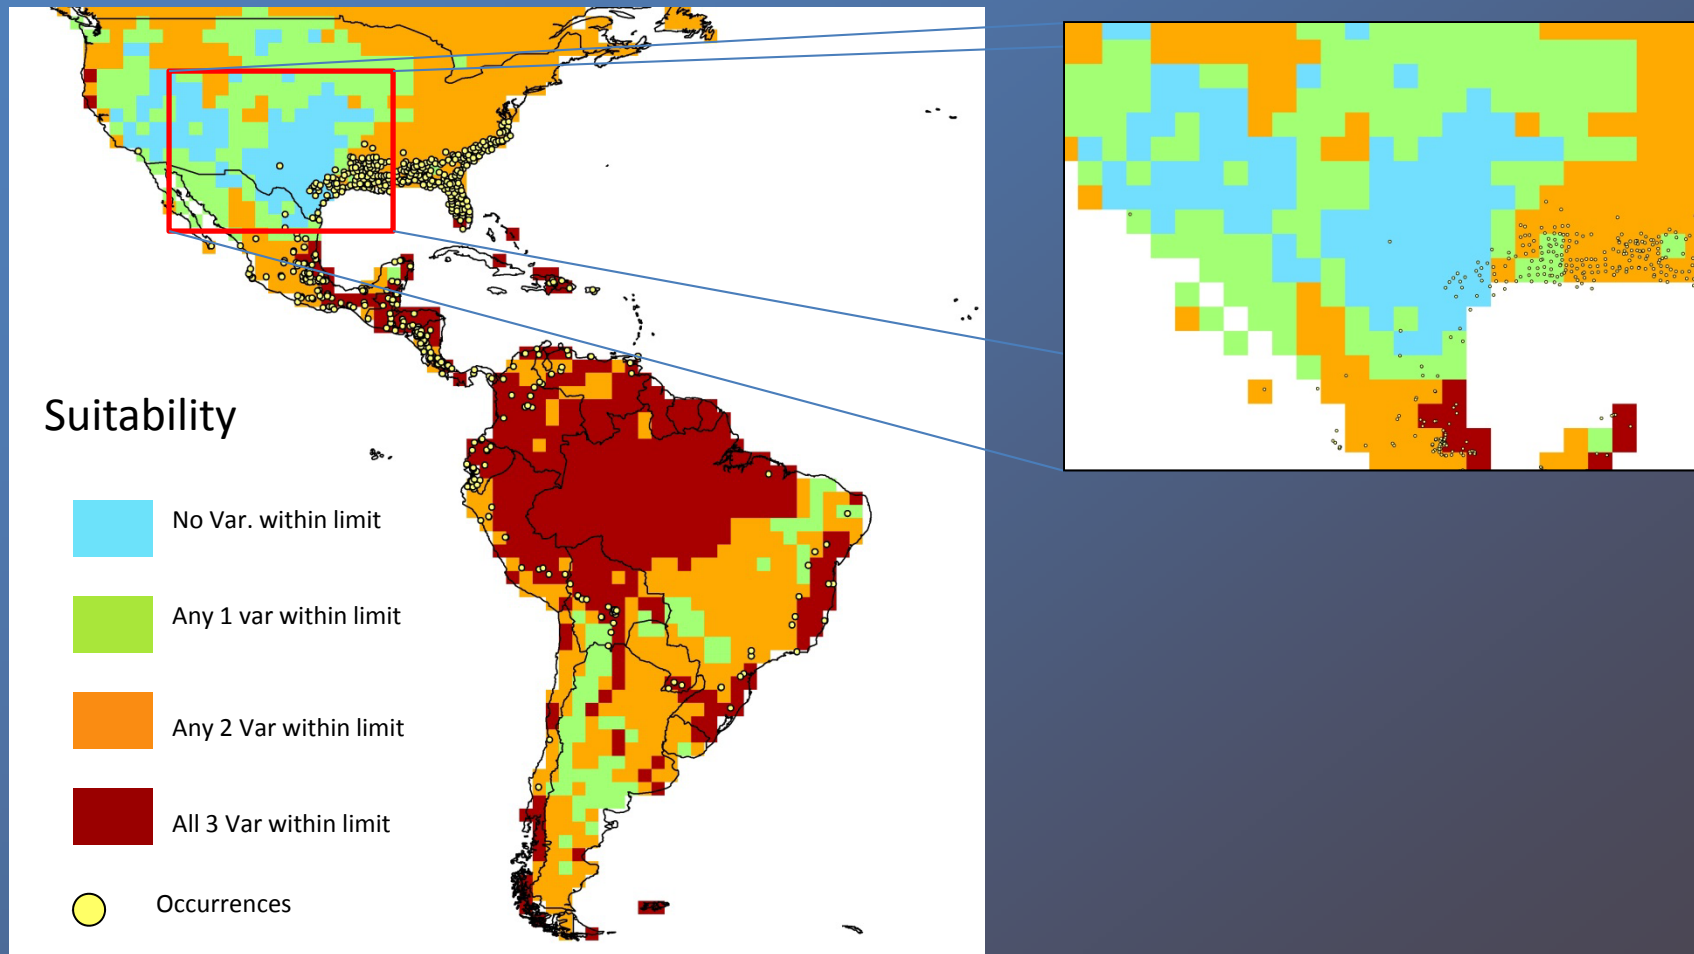 Suitability
No Var. within limit
Any 1 var within limit
Any 2 Var within limit
All 3 Var within limit
Occurrences